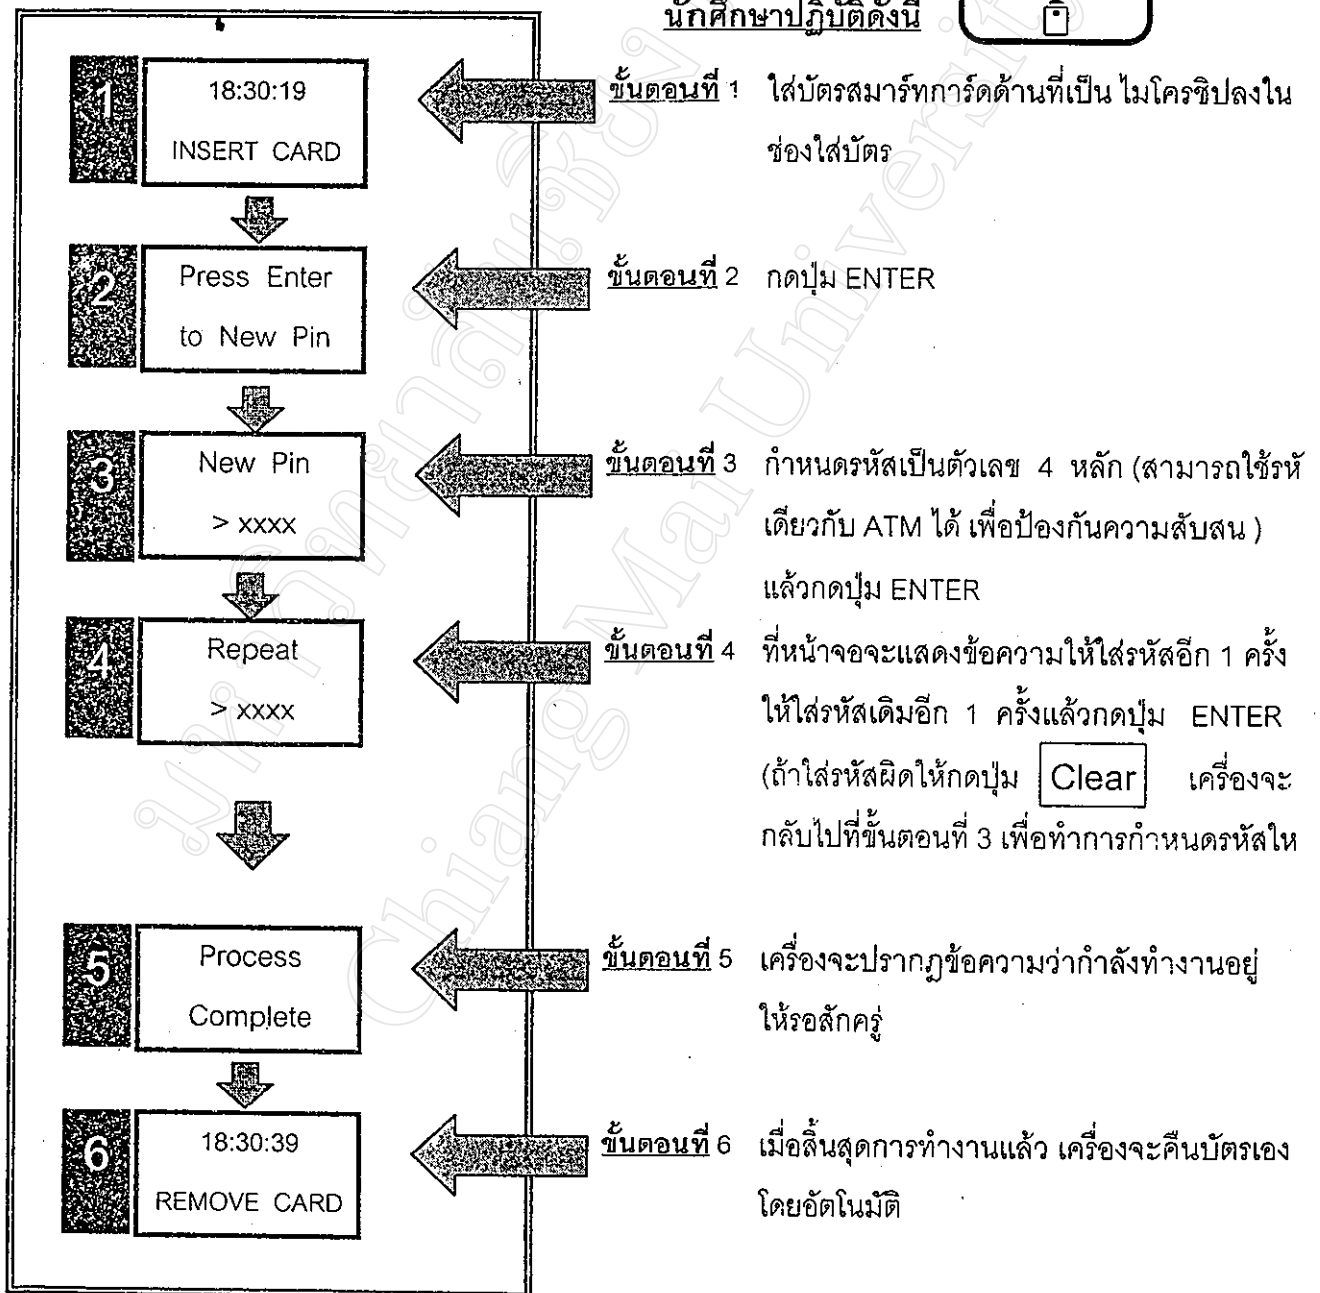 นักศึกษาปฏิบัติดังนี้
1
18:30:19
INSERT CARD
ขั้นตอนที่ 1 ใส่บัตรสมาร์ทการ์ดด้านที่เป็น ไมโครชิปลงใน
ช่องใส่บัตร
2
Press Enter
to New Pin
ขั้นตอนที่ 2 กดปุ่ม ENTER
3
New Pin
> xxxx
ขั้นตอนที่ 3 กำหนดรหัสเป็นตัวเลข 4 หลัก (สามารถใช้รหั
เดียวกับ ATM ได้ เพื่อป้องกันความสับสน )
แล้วกดปุ่ม ENTER
4
Repeat
> xxxx
ขั้นตอนที่ 4 ที่หน้าจอจะแสดงข้อความให้ใส่รหัสอีก 1 ครั้ง
ให้ใส่รหัสเดิมอีก 1 ครั้งแล้วกดปุ่ม ENTER
(ถ้าใส่รหัสผิดให้กดปุ่ม Clear เครื่องจะ
กลับไปที่ขั้นตอนที่ 3 เพื่อทำการกำหนดรหัสให
5
Process
Complete
ขั้นตอนที่ 5 เครื่องจะปรากฏข้อความว่ากำลังทำงานอยู่
ให้รอสักครู่
6
18:30:39
REMOVE CARD
ขั้นตอนที่ 6 เมื่อสิ้นสุดการทำงานแล้ว เครื่องจะคืนบัตรเอง
โดยอัตโนมัติ
มหาวิทยาลัยเชียง
Chiang Mai University